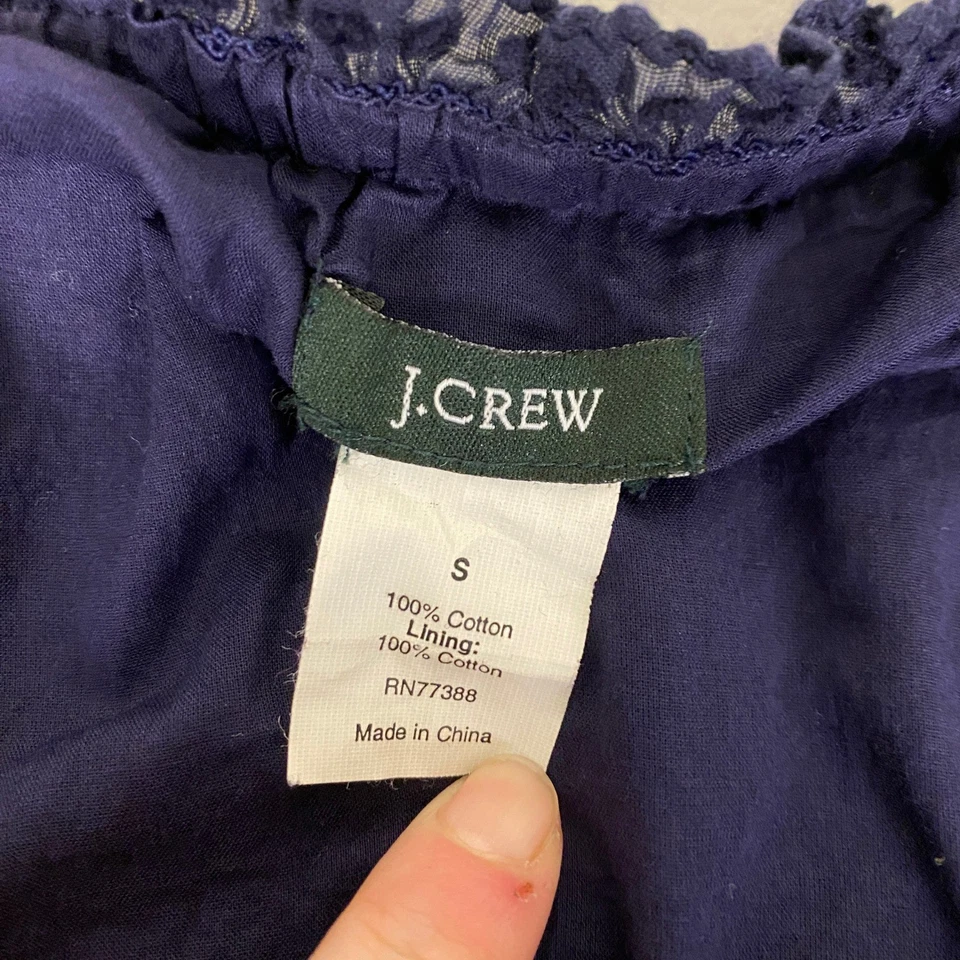 J.CREW
S
100% Cotton
Lining:
100% Cotton
RN77388
Made in China